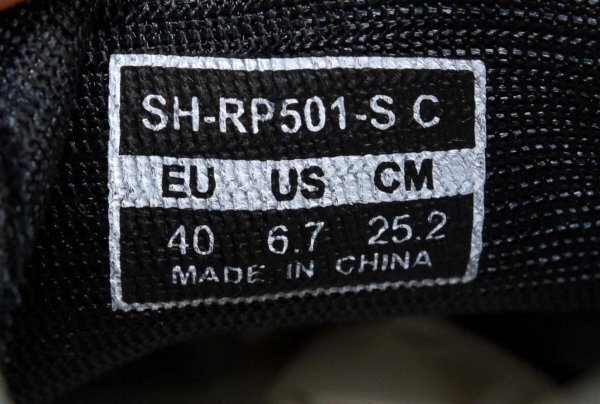 SH-RP501-S C
EU US CM
40 6.7 25.2
MADE IN CHINA